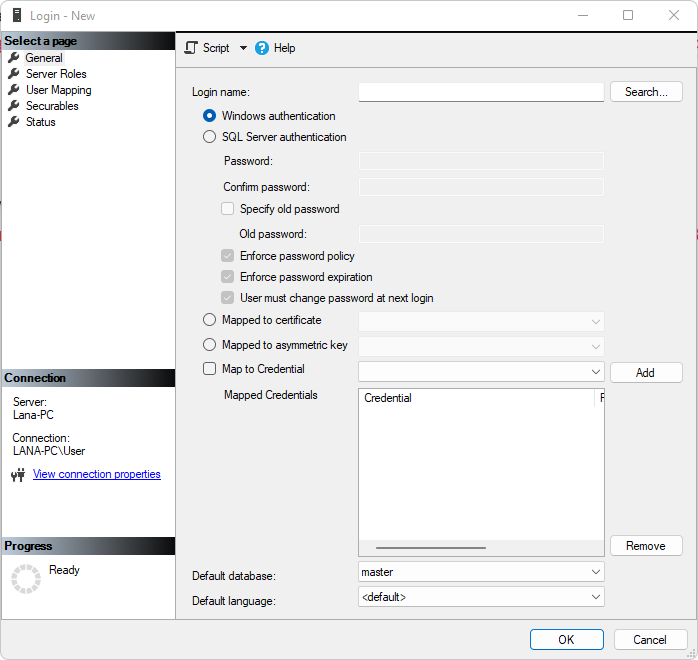 Login - New
Select a page
General
Server Roles
User Mapping
Securables
Status
Connection
Server:
Lana-PC
Connection:
LANA-PC\User
View connection properties
Progress
Ready
Script
Help
Login name:
Search...
Windows authentication
SQL Server authentication
Password:
Confirm password:
Specify old password
Old password:
Enforce password policy
Enforce password expiration
User must change password at next login
Mapped to certificate
Mapped to asymmetric key
Map to Credential
Add
Mapped Credentials
Credential
Remove
Default database:
master
Default language:
<default>
OK
Cancel